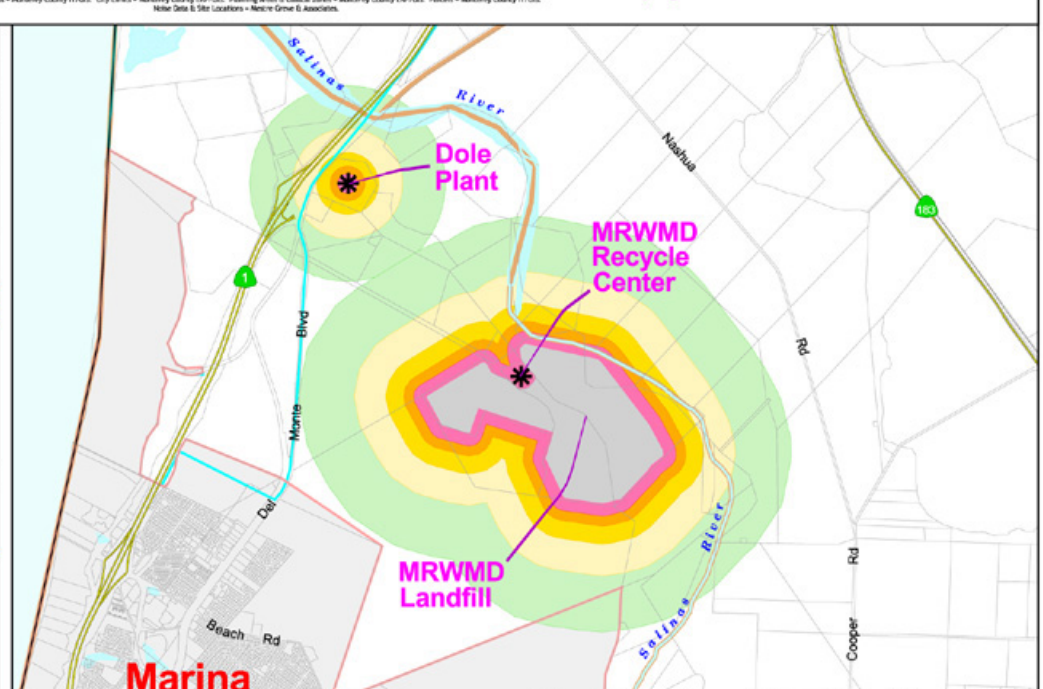 Noise Data & Site Locations = Mestre Greve & Associates.
Salinas
River
Dole
Plant
Nashua
183
MRWMD
Recycle
Center
1
Blvd
Rd
Monte
Del
River
MRWMD
Landfill
Rd
Salinas
Beach Rd
Cooper
Marina